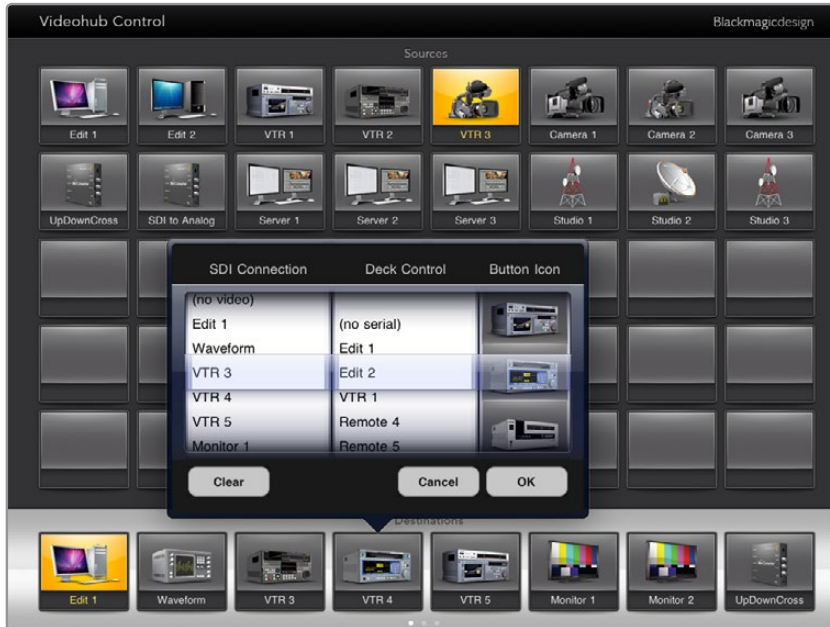 Videohub Control
Blackmagicdesign
Sources
Edit 1
Edit 2
VTR 1
VTR 2
VTR 3
Camera 1
Camera 2
Camera 3
UpDownCross
SDI to Analog
Server 1
Server 2
Server 3
Studio 1
Studio 2
Studio 3
SDI Connection
Deck Control
Button Icon
(no video)
Edit 1
Waveform
VTR 3
VTR 4
VTR 5
Monitor 1
(no serial)
Edit 1
Edit 2
VTR 1
Remote 4
Remote 5
Clear
Cancel
OK
Destinations
Edit 1
Waveform
VTR 3
VTR 4
VTR 5
Monitor 1
Monitor 2
UpDownCross